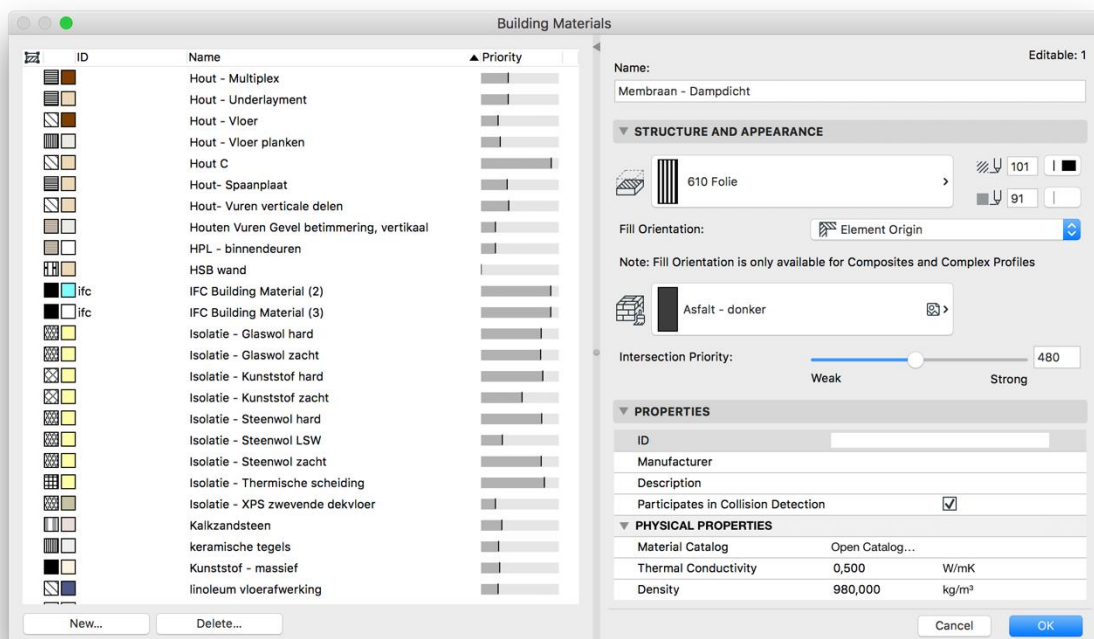 Building Materials
ID Name Priority
Hout - Multiplex
Hout - Underlayment
Hout - Vloer
Hout - Vloer planken
Hout C
Hout- Spaanplaat
Hout- Vuren verticale delen
Houten Vuren Gevel betimmering, vertikaal
HPL - binnendeuren
HSB wand
ifc IFC Building Material (2)
ifc IFC Building Material (3)
Isolatie - Glaswol hard
Isolatie - Glaswol zacht
Isolatie - Kunststof hard
Isolatie - Kunststof zacht
Isolatie - Steenwol hard
Isolatie - Steenwol LSW
Isolatie - Steenwol zacht
Isolatie - Thermische scheiding
Isolatie - XPS zwevende dekvloer
Kalkzandsteen
keramische tegels
Kunststof - massief
linoleum vloerafwerking
New... Delete...
Editable: 1
Name:
Membraan - Dampdicht
STRUCTURE AND APPEARANCE
610 Folie
101
91
Fill Orientation: Element Origin
Note: Fill Orientation is only available for Composites and Complex Profiles
Asfalt - donker
Intersection Priority: 480
Weak Strong
PROPERTIES
ID
Manufacturer
Description
Participates in Collision Detection
PHYSICAL PROPERTIES
Material Catalog Open Catalog...
Thermal Conductivity 0,500 W/mK
Density 980,000 kg/m³
Cancel OK